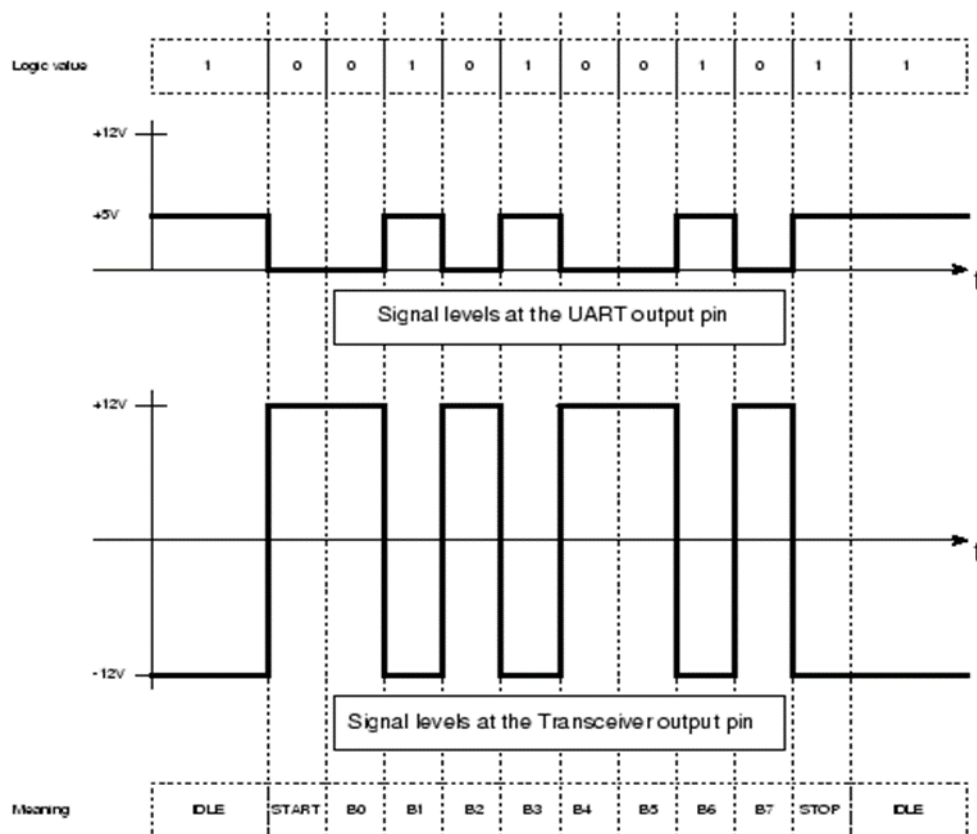 Logic value 1 0 0 1 0 1 0 0 1 0 1 1
+12V
+5V
t
Signal levels at the UART output pin
+12V
t
-12V
Signal levels at the Transceiver output pin
Meaning IDLE START B0 B1 B2 B3 B4 B5 B6 B7 STOP IDLE